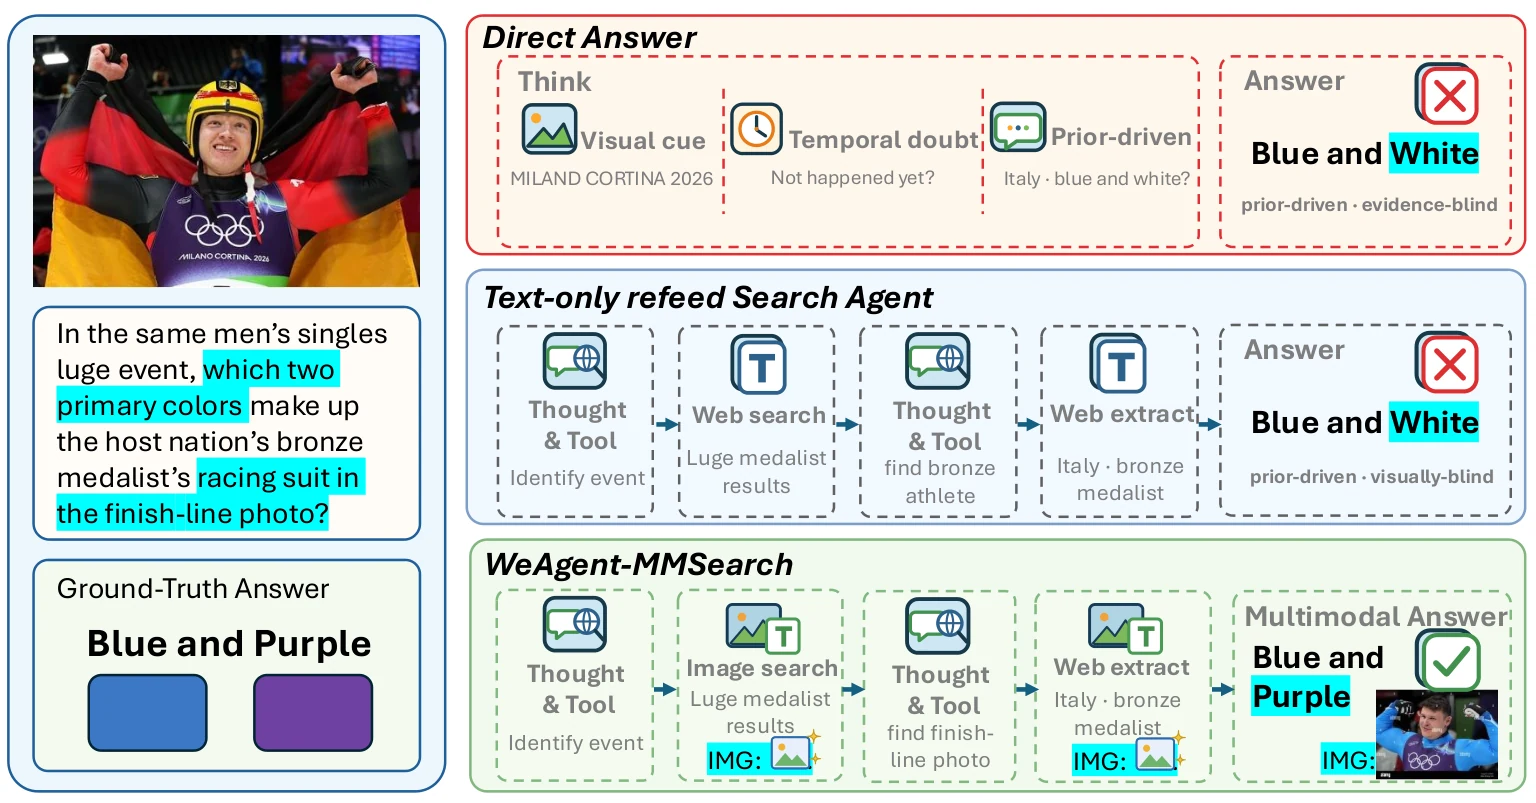 MILANO CORTINA 2026
In the same men's singles
luge event, which two
primary colors make up
the host nation's bronze
medalist's racing suit in
the finish-line photo?
Ground-Truth Answer
Blue and Purple
Direct Answer
Think
Visual cue
MILAND CORTINA 2026
Temporal doubt
Not happened yet?
Prior-driven
Italy · blue and white?
Answer
Blue and White
prior-driven · evidence-blind
Text-only refeed Search Agent
Thought
& Tool
Identify event
T
Web search
Luge medalist
results
Thought
& Tool
find bronze
athlete
T
Web extract
Italy · bronze
medalist
Answer
Blue and White
prior-driven · visually-blind
WeAgent-MMSearch
Thought
& Tool
Identify event
T
Image search
Luge medalist
results
IMG:
Thought
& Tool
find finish-
line photo
T
Web extract
Italy · bronze
medalist
IMG:
Multimodal Answer
Blue and
Purple
IMG: